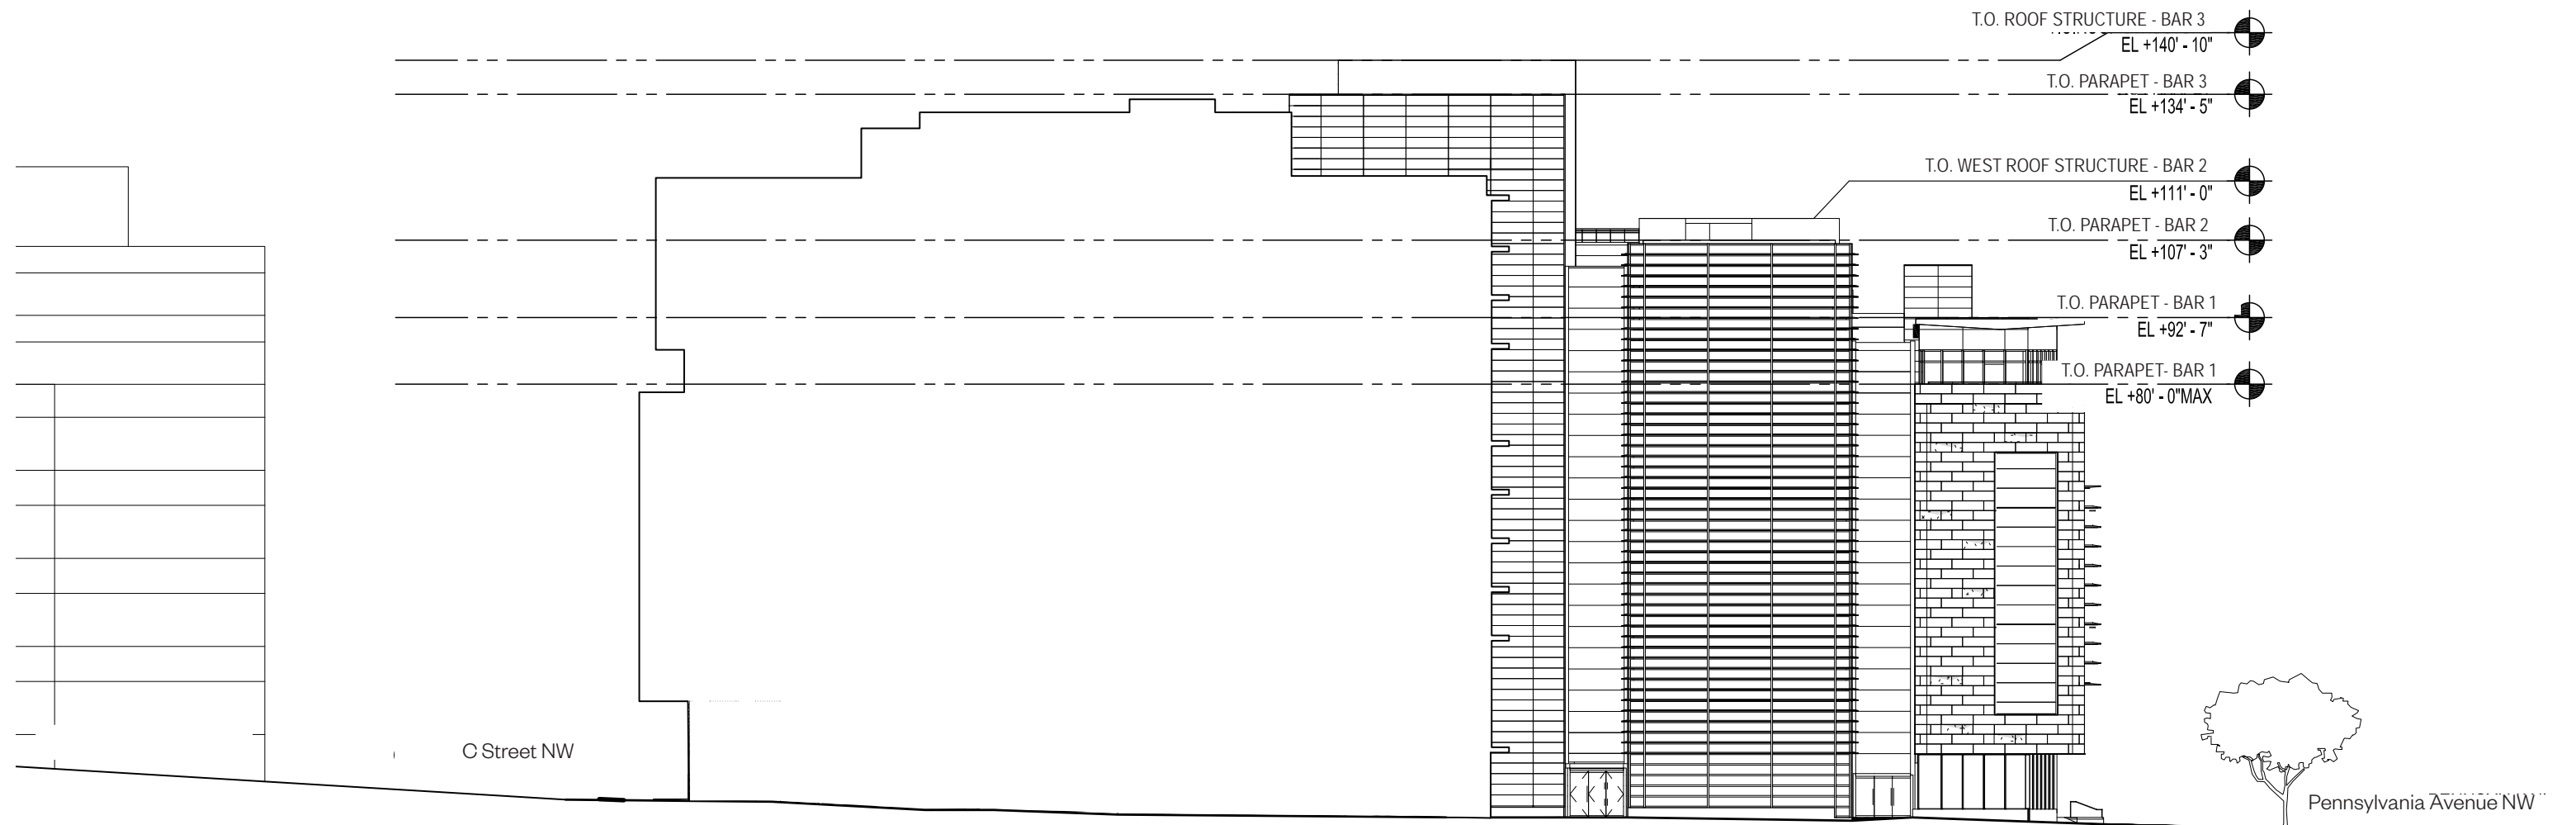 T.O. ROOF STRUCTURE - BAR 3
EL +140' - 10"
T.O. PARAPET - BAR 3
EL +134' - 5"
T.O. WEST ROOF STRUCTURE - BAR 2
EL +111' - 0"
T.O. PARAPET - BAR 2
EL +107' - 3"
T.O. PARAPET - BAR 1
EL +92' - 7"
T.O. PARAPET- BAR 1
EL +80' - 0"MAX
C Street NW
Pennsylvania Avenue NW